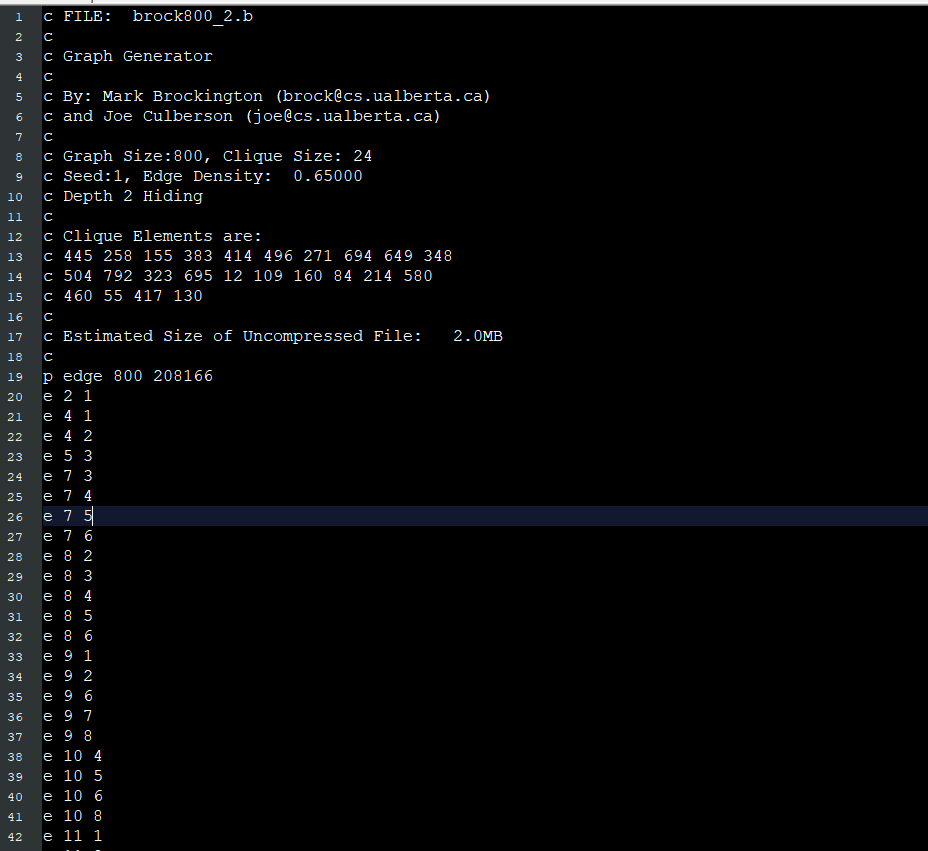 1 c FILE:  brock800_2.b
2 c
3 c Graph Generator
4 c
5 c By: Mark Brockington (brock@cs.ualberta.ca)
6 c and Joe Culberson (joe@cs.ualberta.ca)
7 c
8 c Graph Size:800, Clique Size: 24
9 c Seed:1, Edge Density:  0.65000
10 c Depth 2 Hiding
11 c
12 c Clique Elements are:
13 c 445 258 155 383 414 496 271 694 649 348
14 c 504 792 323 695 12 109 160 84 214 580
15 c 460 55 417 130
16 c
17 c Estimated Size of Uncompressed File:   2.0MB
18 c
19 p edge 800 208166
20 e 2 1
21 e 4 1
22 e 4 2
23 e 5 3
24 e 7 3
25 e 7 4
26 e 7 5
27 e 7 6
28 e 8 2
29 e 8 3
30 e 8 4
31 e 8 5
32 e 8 6
33 e 9 1
34 e 9 2
35 e 9 6
36 e 9 7
37 e 9 8
38 e 10 4
39 e 10 5
40 e 10 6
41 e 10 8
42 e 11 1